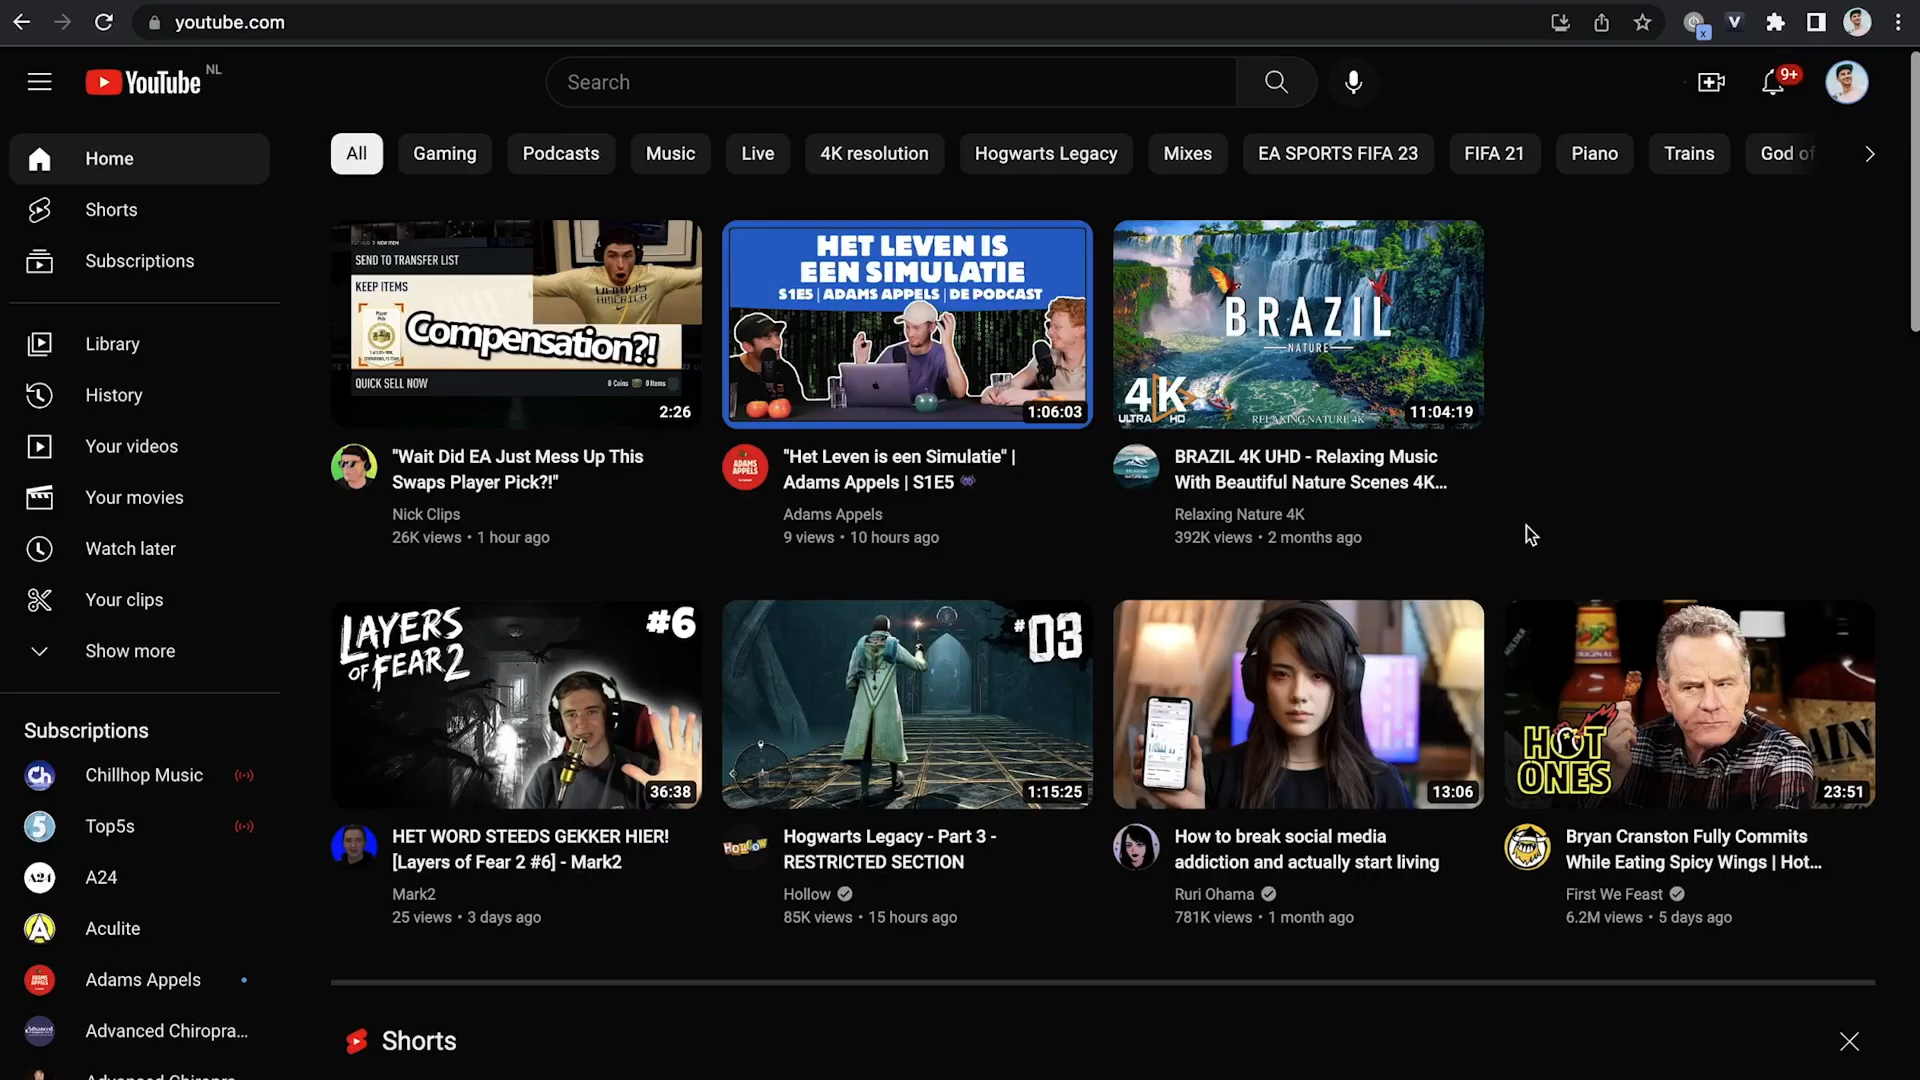 youtube.com
x
V
YouTube NL
Search
9+
Home
Shorts
Subscriptions
Library
History
Your videos
Your movies
Watch later
Your clips
Show more
Subscriptions
Chillhop Music
Top5s
A24
Aculite
Adams Appels
Advanced Chiropra...
All
Gaming
Podcasts
Music
Live
4K resolution
Hogwarts Legacy
Mixes
EA SPORTS FIFA 23
FIFA 21
Piano
Trains
God of
SEND TO TRANSFER LIST
KEEP ITEMS
Compensation?!
QUICK SELL NOW
0 Coins 0 Items
2:26
"Wait Did EA Just Mess Up This
Swaps Player Pick?!"
Nick Clips
26K views • 1 hour ago
HET LEVEN IS
EEN SIMULATIE
S1E5 | ADAMS APPELS | DE PODCAST
1:06:03
ADAMS
APPELS
"Het Leven is een Simulatie" |
Adams Appels | S1E5 👾
Adams Appels
9 views • 10 hours ago
BRAZIL
NATURE
4K
ULTRA HD
RELAXING NATURE 4K
11:04:19
BRAZIL 4K UHD - Relaxing Music
With Beautiful Nature Scenes 4K...
Relaxing Nature 4K
392K views • 2 months ago
LAYERS
OF FEAR 2
#6
36:38
HET WORD STEEDS GEKKER HIER!
[Layers of Fear 2 #6] - Mark2
Mark2
25 views • 3 days ago
#03
1:15:25
HOLLOW
Hogwarts Legacy - Part 3 -
RESTRICTED SECTION
Hollow
85K views • 15 hours ago
13:06
How to break social media
addiction and actually start living
Ruri Ohama
781K views • 1 month ago
ORIGINAL
HOT
ONES
23:51
Bryan Cranston Fully Commits
While Eating Spicy Wings | Hot...
First We Feast
6.2M views • 5 days ago
Shorts